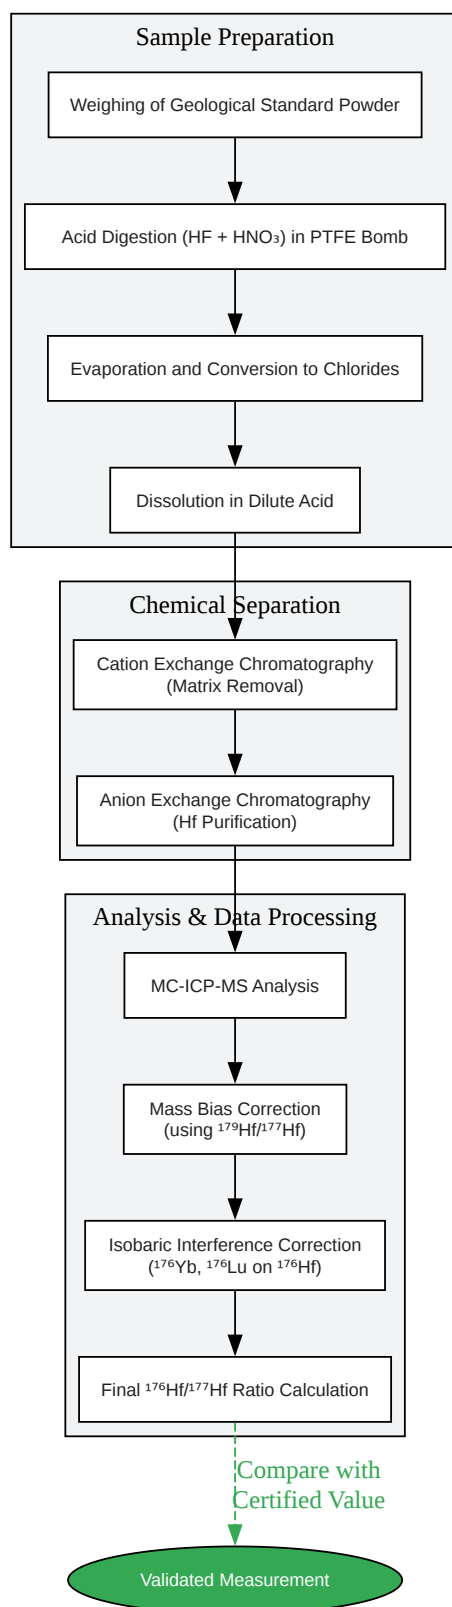 Sample Preparation
Weighing of Geological Standard Powder
Acid Digestion (HF + HNO₃) in PTFE Bomb
Evaporation and Conversion to Chlorides
Dissolution in Dilute Acid
Chemical Separation
Cation Exchange Chromatography
(Matrix Removal)
Anion Exchange Chromatography
(Hf Purification)
Analysis & Data Processing
MC-ICP-MS Analysis
Mass Bias Correction
(using ¹⁷⁹Hf/¹⁷⁷Hf)
Isobaric Interference Correction
(¹⁷⁶Yb, ¹⁷⁶Lu on ¹⁷⁶Hf)
Final ¹⁷⁶Hf/¹⁷⁷Hf Ratio Calculation
Compare with
Certified Value
Validated Measurement